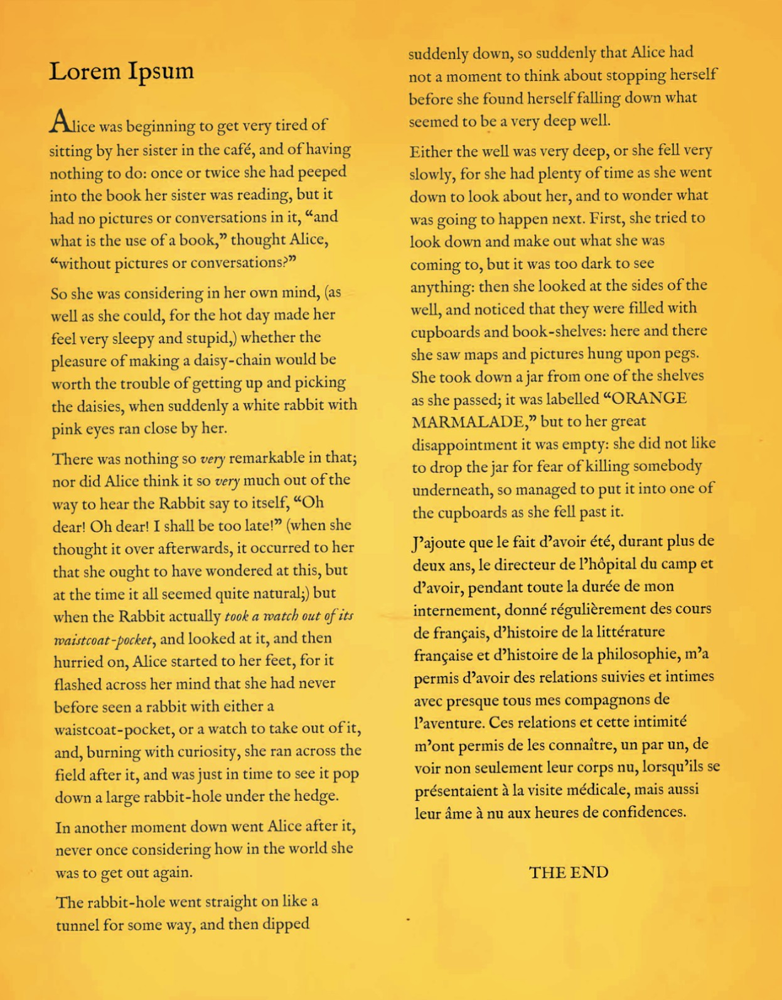 Lorem Ipsum
Alice was beginning to get very tired of
sitting by her sister in the café, and of having
nothing to do: once or twice she had peeped
into the book her sister was reading, but it
had no pictures or conversations in it, “and
what is the use of a book,” thought Alice,
“without pictures or conversations?”
So she was considering in her own mind, (as
well as she could, for the hot day made her
feel very sleepy and stupid,) whether the
pleasure of making a daisy-chain would be
worth the trouble of getting up and picking
the daisies, when suddenly a white rabbit with
pink eyes ran close by her.
There was nothing so very remarkable in that;
nor did Alice think it so very much out of the
way to hear the Rabbit say to itself, “Oh
dear! Oh dear! I shall be too late!” (when she
thought it over afterwards, it occurred to her
that she ought to have wondered at this, but
at the time it all seemed quite natural;) but
when the Rabbit actually took a watch out of its
waistcoat-pocket, and looked at it, and then
hurried on, Alice started to her feet, for it
flashed across her mind that she had never
before seen a rabbit with either a
waistcoat-pocket, or a watch to take out of it,
and, burning with curiosity, she ran across the
field after it, and was just in time to see it pop
down a large rabbit-hole under the hedge.
In another moment down went Alice after it,
never once considering how in the world she
was to get out again.
The rabbit-hole went straight on like a
tunnel for some way, and then dipped
suddenly down, so suddenly that Alice had
not a moment to think about stopping herself
before she found herself falling down what
seemed to be a very deep well.
Either the well was very deep, or she fell very
slowly, for she had plenty of time as she went
down to look about her, and to wonder what
was going to happen next. First, she tried to
look down and make out what she was
coming to, but it was too dark to see
anything: then she looked at the sides of the
well, and noticed that they were filled with
cupboards and book-shelves: here and there
she saw maps and pictures hung upon pegs.
She took down a jar from one of the shelves
as she passed; it was labelled “ORANGE
MARMALADE,” but to her great
disappointment it was empty: she did not like
to drop the jar for fear of killing somebody
underneath, so managed to put it into one of
the cupboards as she fell past it.
J’ajoute que le fait d’avoir été, durant plus de
deux ans, le directeur de l’hôpital du camp et
d’avoir, pendant toute la durée de mon
internement, donné régulièrement des cours
de français, d’histoire de la littérature
française et d’histoire de la philosophie, m’a
permis d’avoir des relations suivies et intimes
avec presque tous mes compagnons de
l’aventure. Ces relations et cette intimité
m’ont permis de les connaître, un par un, de
voir non seulement leur corps nu, lorsqu’ils se
présentaient à la visite médicale, mais aussi
leur âme à nu aux heures de confidences.
THE END